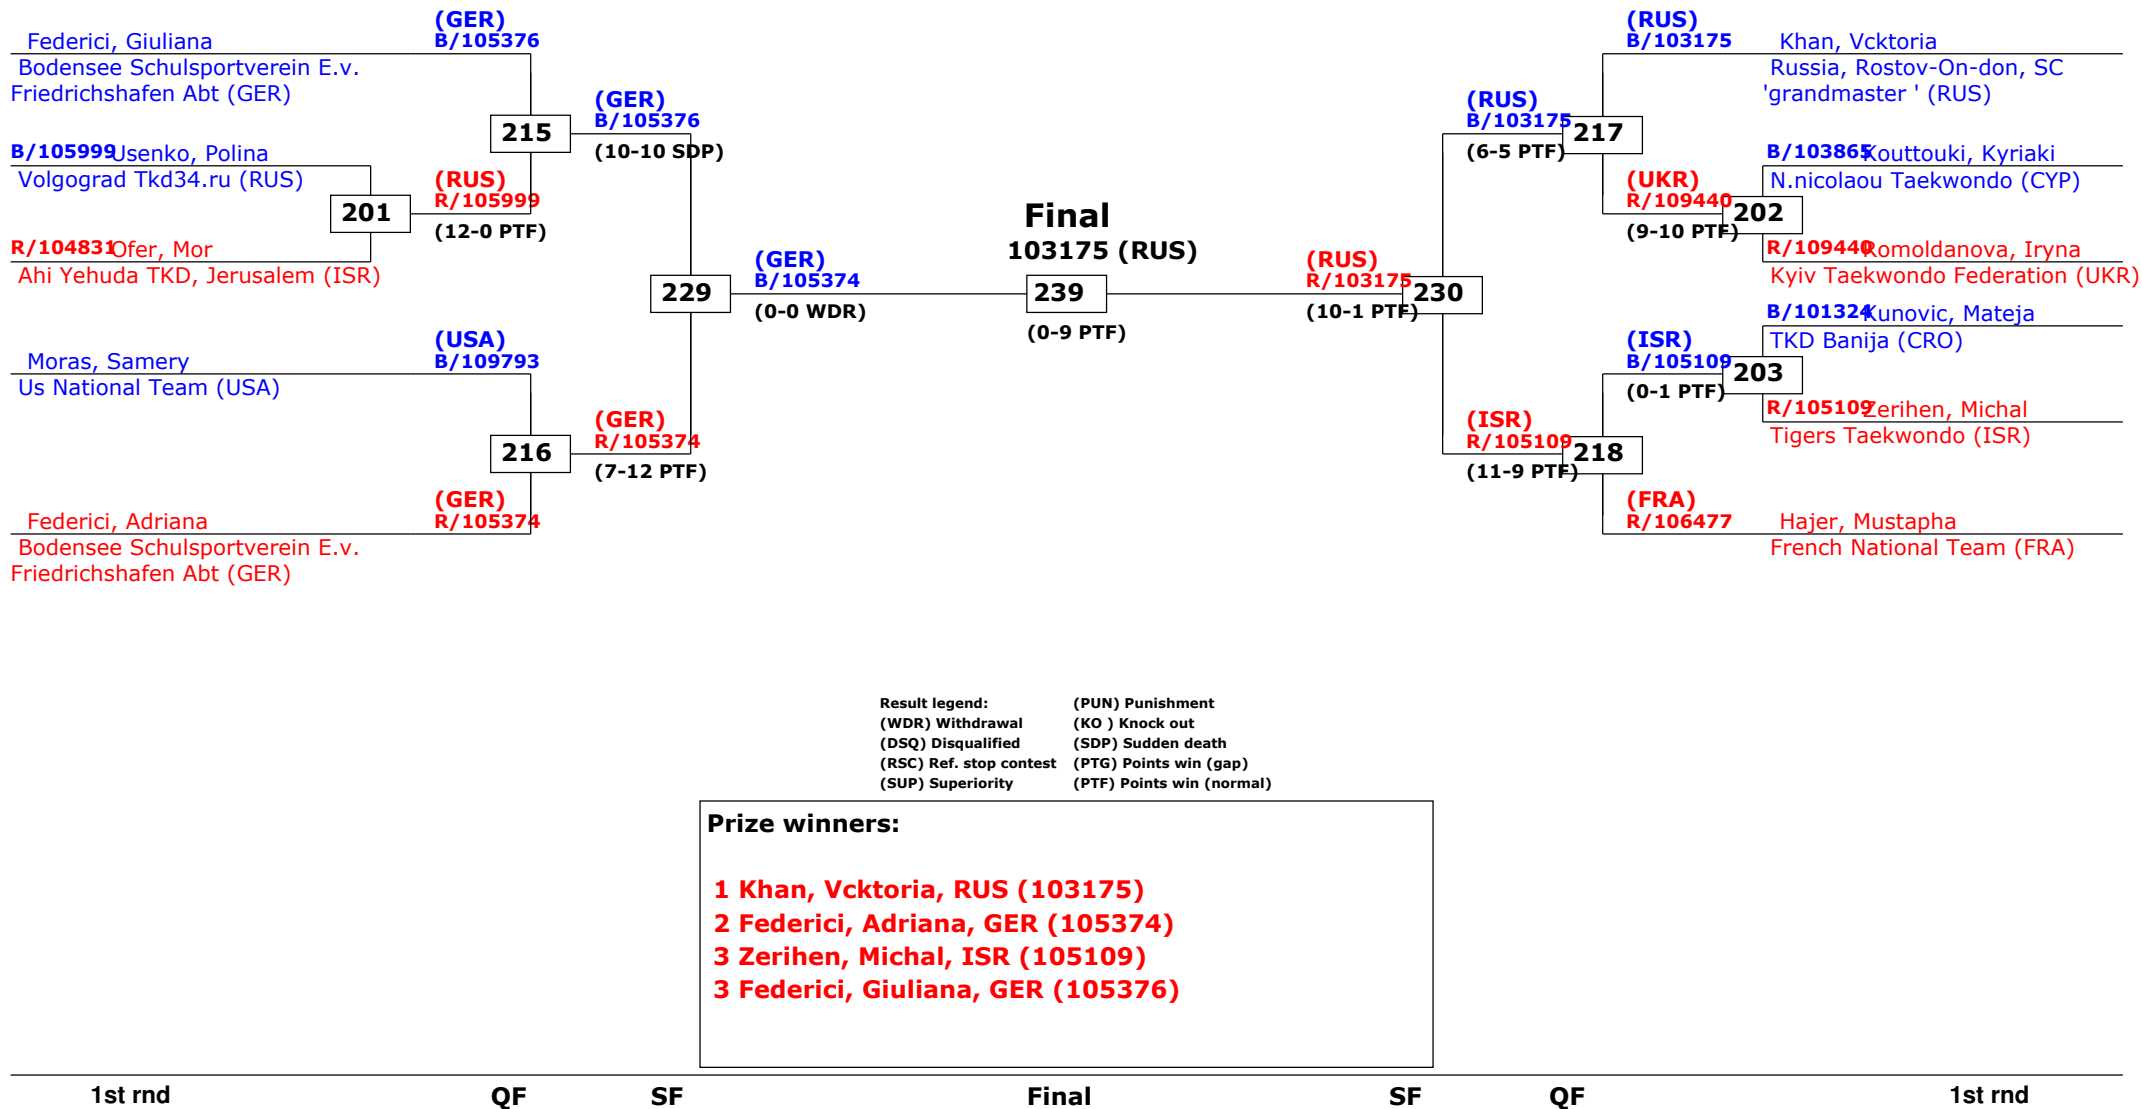 (GER)
B/105376
Federici, Giuliana
Bodensee Schulsportverein E.v.
Friedrichshafen Abt (GER)
215
(GER)
B/105376
(10-10 SDP)
B/105999 Usenko, Polina
Volgograd Tkd34.ru (RUS)
201
(RUS)
R/105999
(12-0 PTF)
R/104831 Ofer, Mor
Ahi Yehuda TKD, Jerusalem (ISR)
229
(GER)
B/105374
(0-0 WDR)
(USA)
B/109793
Moras, Samery
Us National Team (USA)
216
(GER)
R/105374
(7-12 PTF)
(GER)
R/105374
Federici, Adriana
Bodensee Schulsportverein E.v.
Friedrichshafen Abt (GER)
Final
103175 (RUS)
239
(0-9 PTF)
(RUS)
R/103175
230
(10-1 PTF)
(RUS)
B/103175
217
(6-5 PTF)
(RUS)
B/103175
Khan, Vcktoria
Russia, Rostov-On-don, SC
'grandmaster ' (RUS)
B/103865 Kouttouki, Kyriaki
N.nicolaou Taekwondo (CYP)
(UKR)
R/109440
202
(9-10 PTF)
R/109440 Romoldanova, Iryna
Kyiv Taekwondo Federation (UKR)
B/101324 Kunovic, Mateja
TKD Banija (CRO)
(ISR)
B/105109
203
(0-1 PTF)
R/105109 Zerihen, Michal
Tigers Taekwondo (ISR)
(ISR)
R/105109
218
(11-9 PTF)
(FRA)
R/106477
Hajer, Mustapha
French National Team (FRA)
Result legend:
(WDR) Withdrawal
(DSQ) Disqualified
(RSC) Ref. stop contest
(SUP) Superiority
(PUN) Punishment
(KO ) Knock out
(SDP) Sudden death
(PTG) Points win (gap)
(PTF) Points win (normal)
Prize winners:
1 Khan, Vcktoria, RUS (103175)
2 Federici, Adriana, GER (105374)
3 Zerihen, Michal, ISR (105109)
3 Federici, Giuliana, GER (105376)
1st rnd QF SF Final SF QF 1st rnd